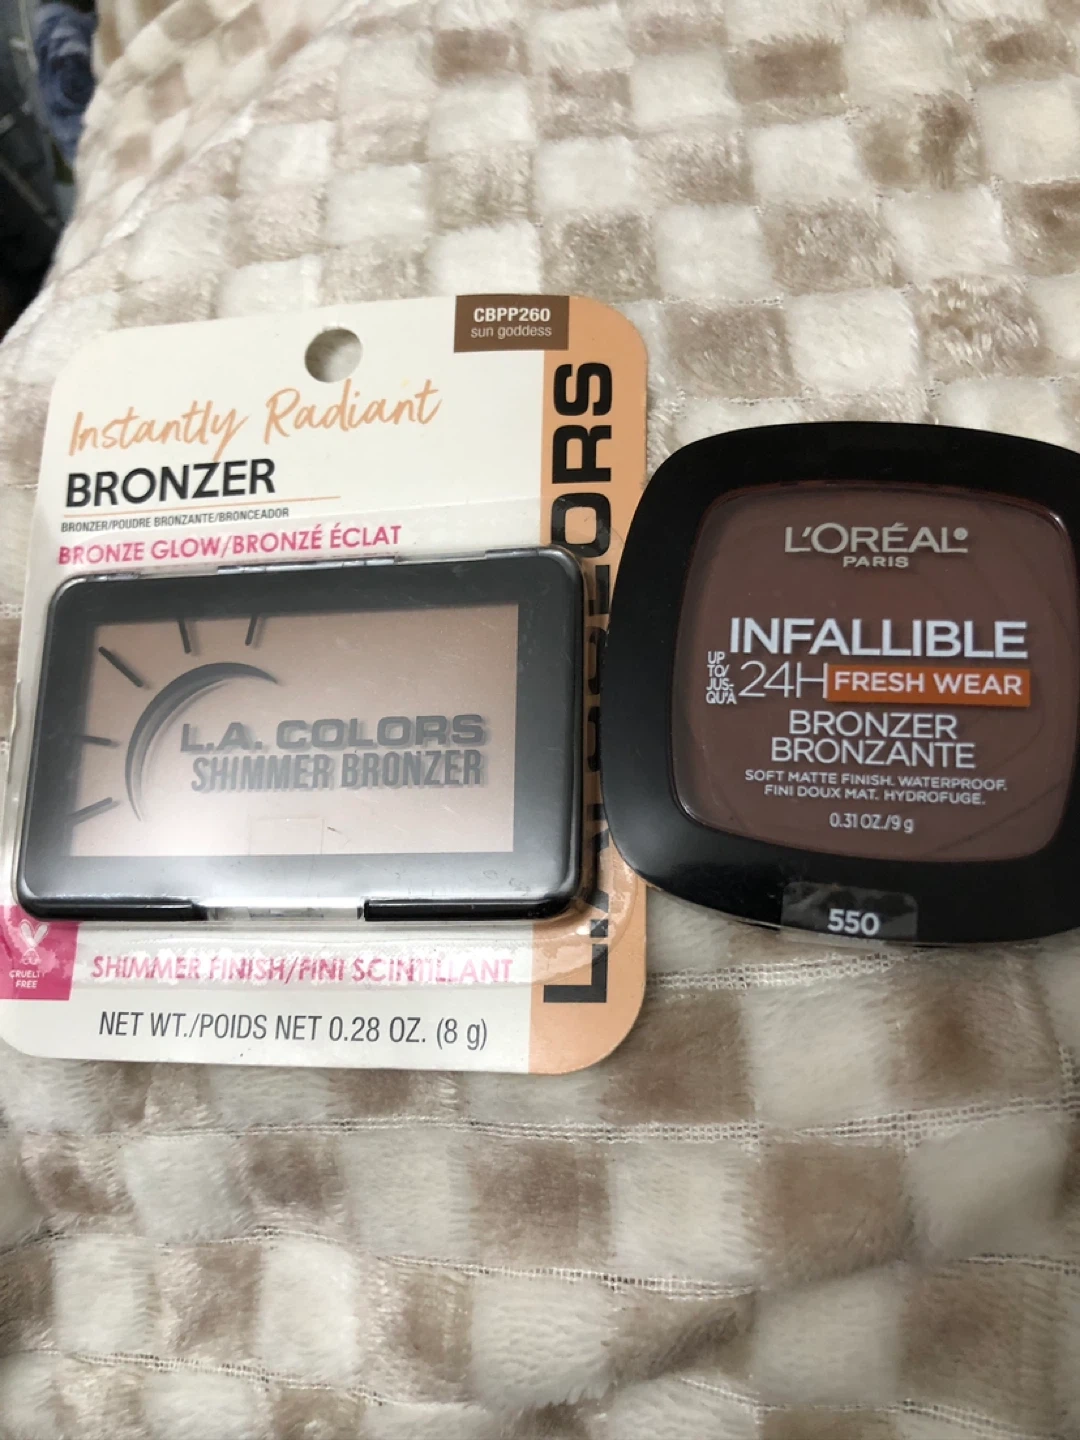 CBPP260
sun goddess
Instantly Radiant
BRONZER
BRONZER/POUDRE BRONZANTE/BRONCEADOR
BRONZE GLOW/BRONZÉ ÉCLAT
L.A. COLORS
SHIMMER BRONZER
CRUELTY
FREE
SHIMMER FINISH/FINI SCINTILLANT
NET WT./POIDS NET 0.28 OZ. (8 g)
L.A. COLORS
L'ORÉAL®
PARIS
INFALLIBLE
UP
TO/
JUS-
QU'À
24H FRESH WEAR
BRONZER
BRONZANTE
SOFT MATTE FINISH. WATERPROOF.
FINI DOUX MAT. HYDROFUGE.
0.31 OZ./9 g
550